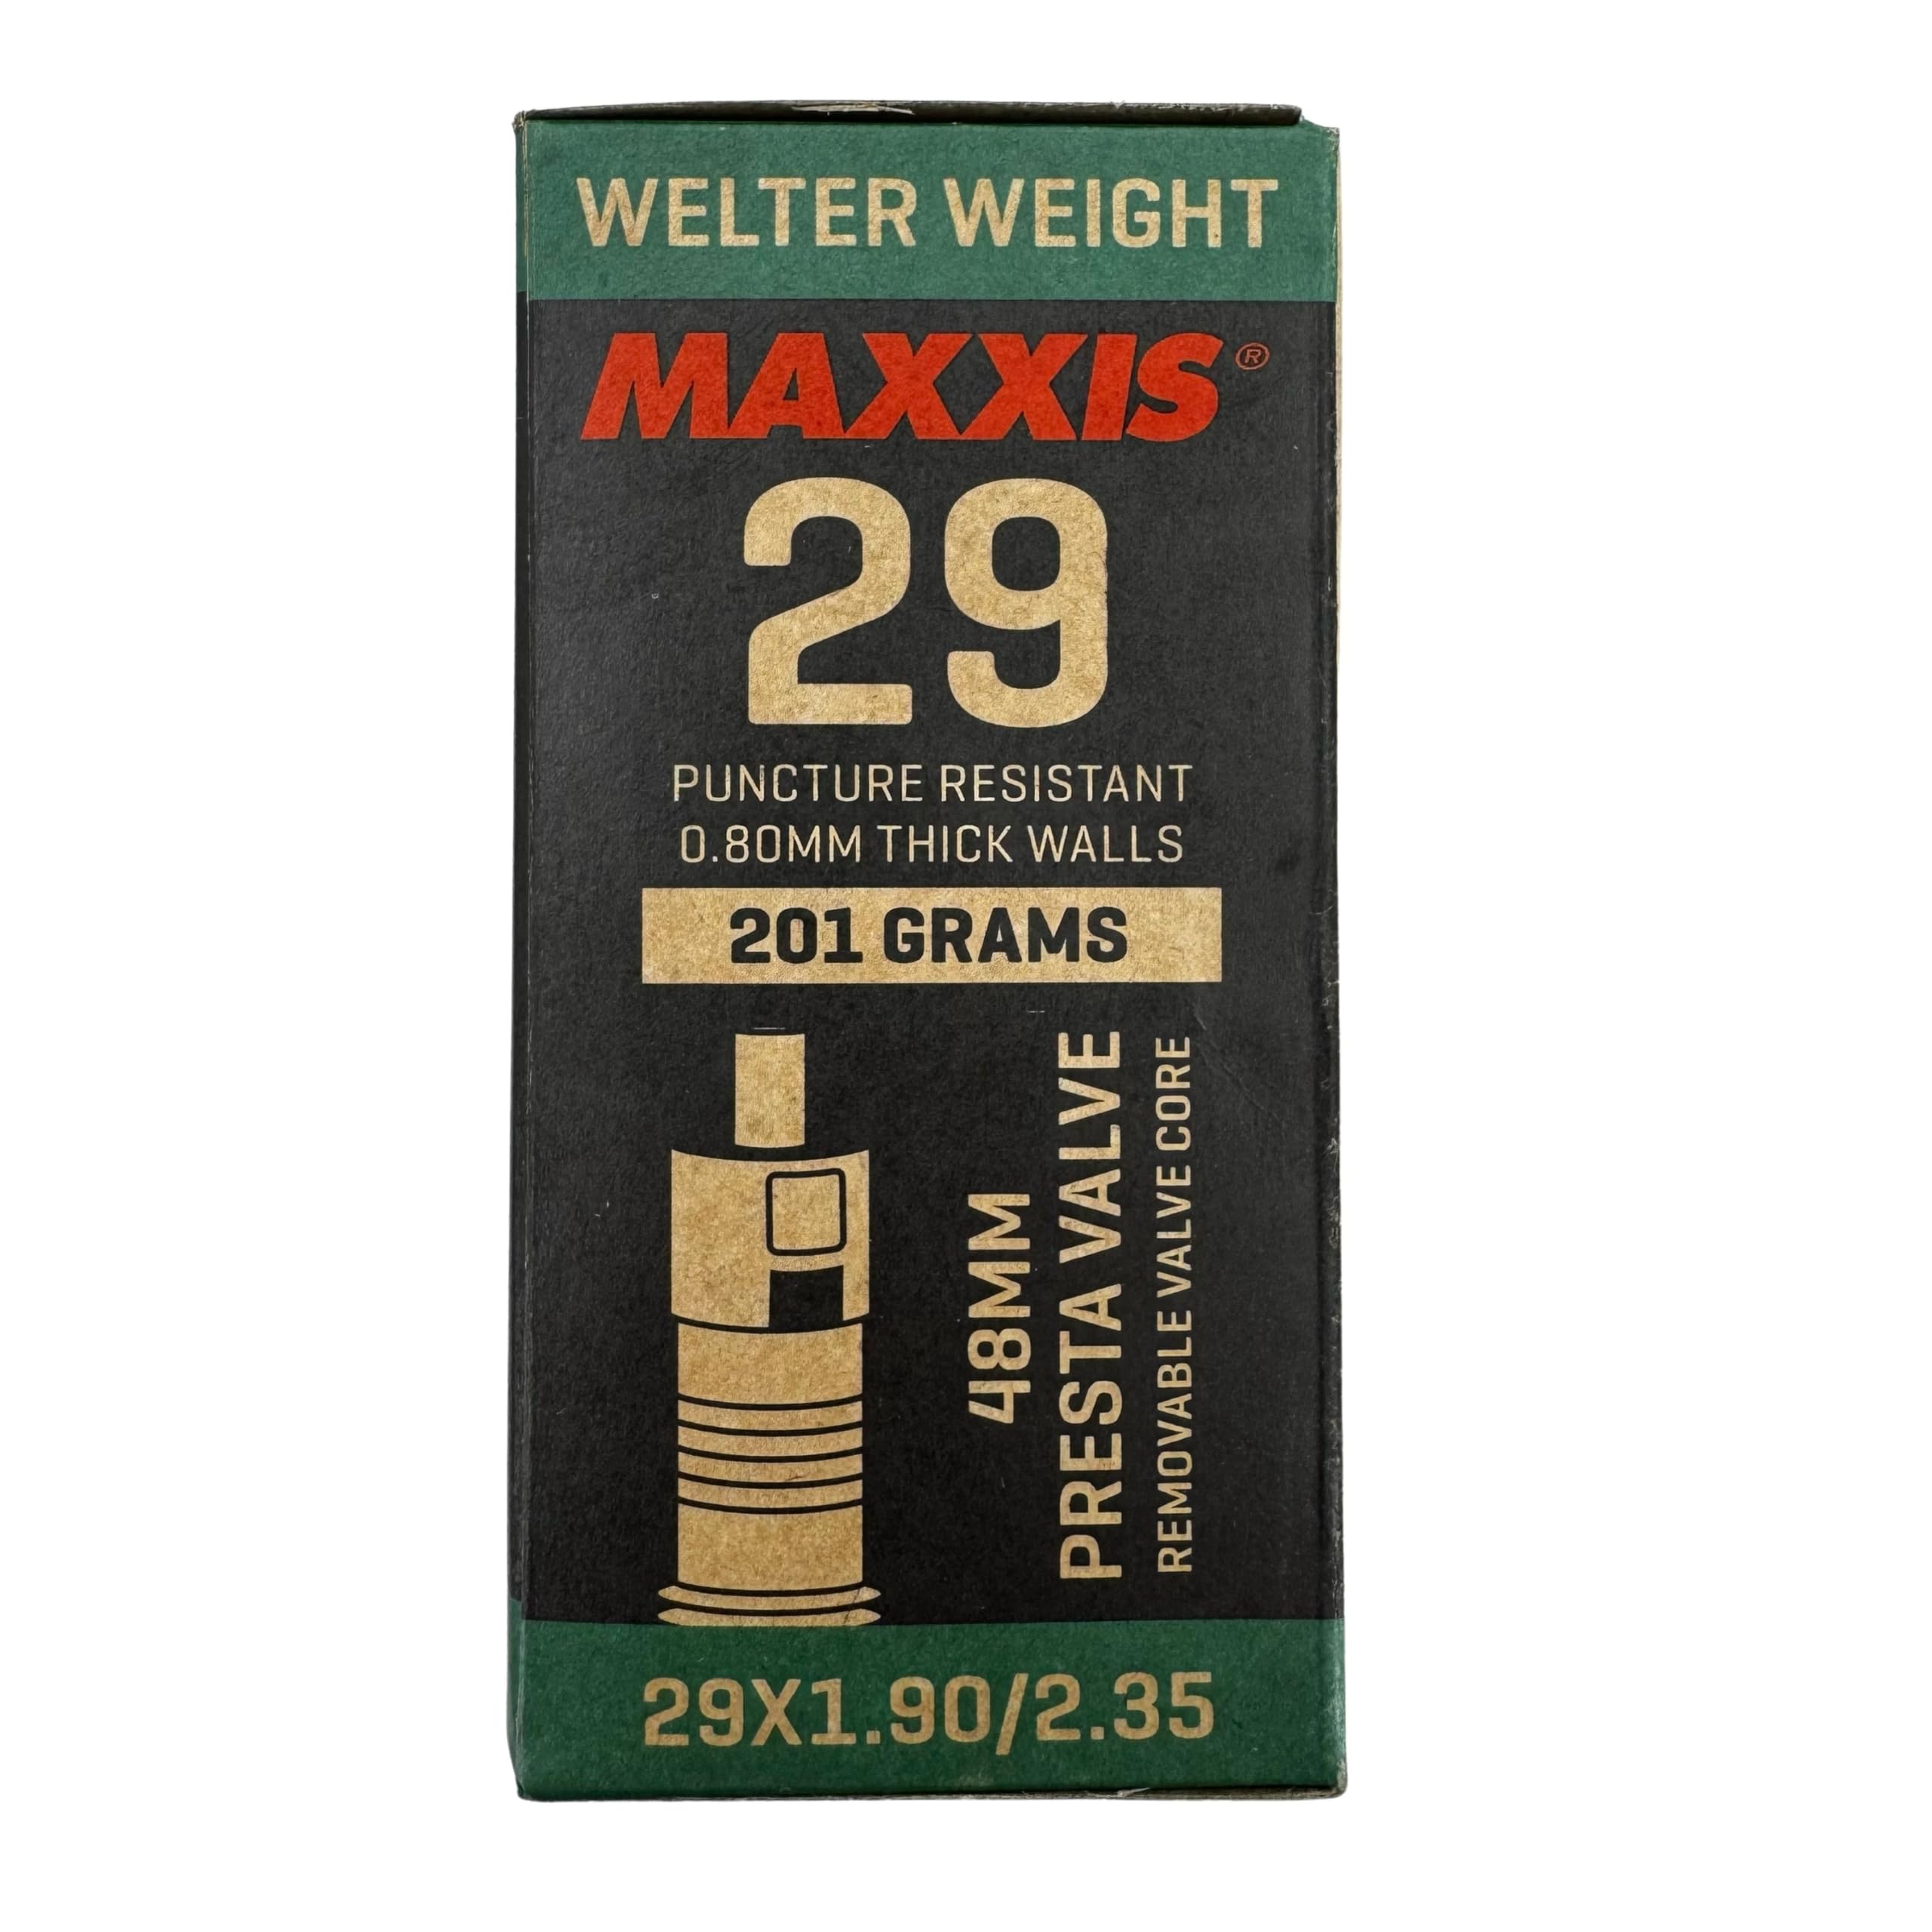 WELTER WEIGHT
MAXXIS®
29
PUNCTURE RESISTANT
0.80MM THICK WALLS
201 GRAMS
48MM
PRESTA VALVE
REMOVABLE VALVE CORE
29X1.90/2.35